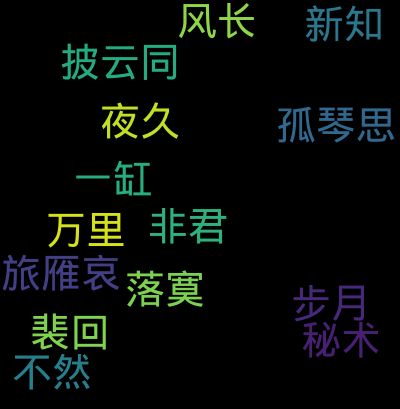 风长
新知
披云同
夜久
孤琴思
一缸
万里
非君
旅雁哀
落寞
步月
裴回
秘术
不然